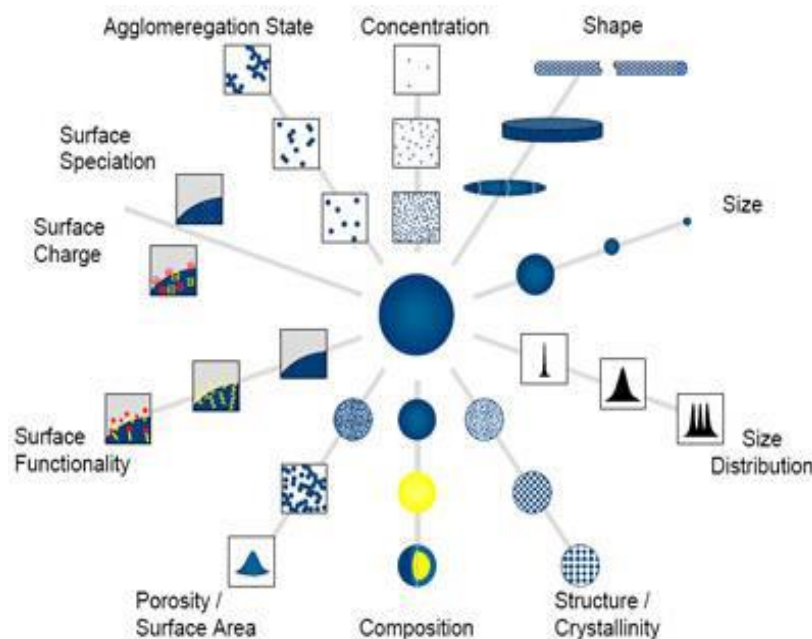 Agglomeregation State
Concentration
Shape
Surface
Speciation
Surface
Charge
Size
Surface
Functionality
Size
Distribution
Porosity /
Surface Area
Composition
Structure /
Crystallinity